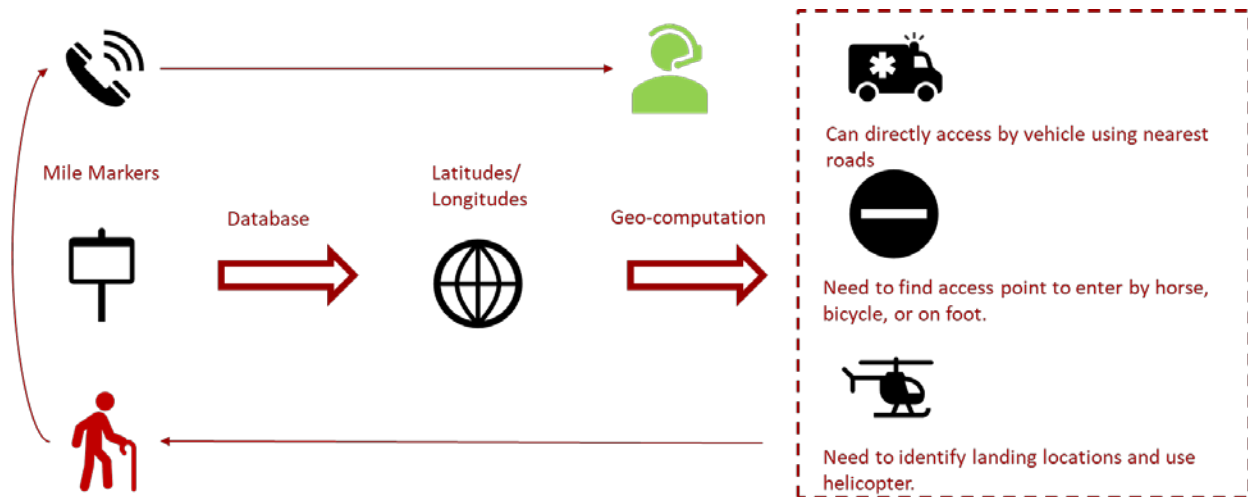 Mile Markers
Database
Latitudes/
Longitudes
Geo-computation
Can directly access by vehicle using nearest
roads
Need to find access point to enter by horse,
bicycle, or on foot.
Need to identify landing locations and use
helicopter.